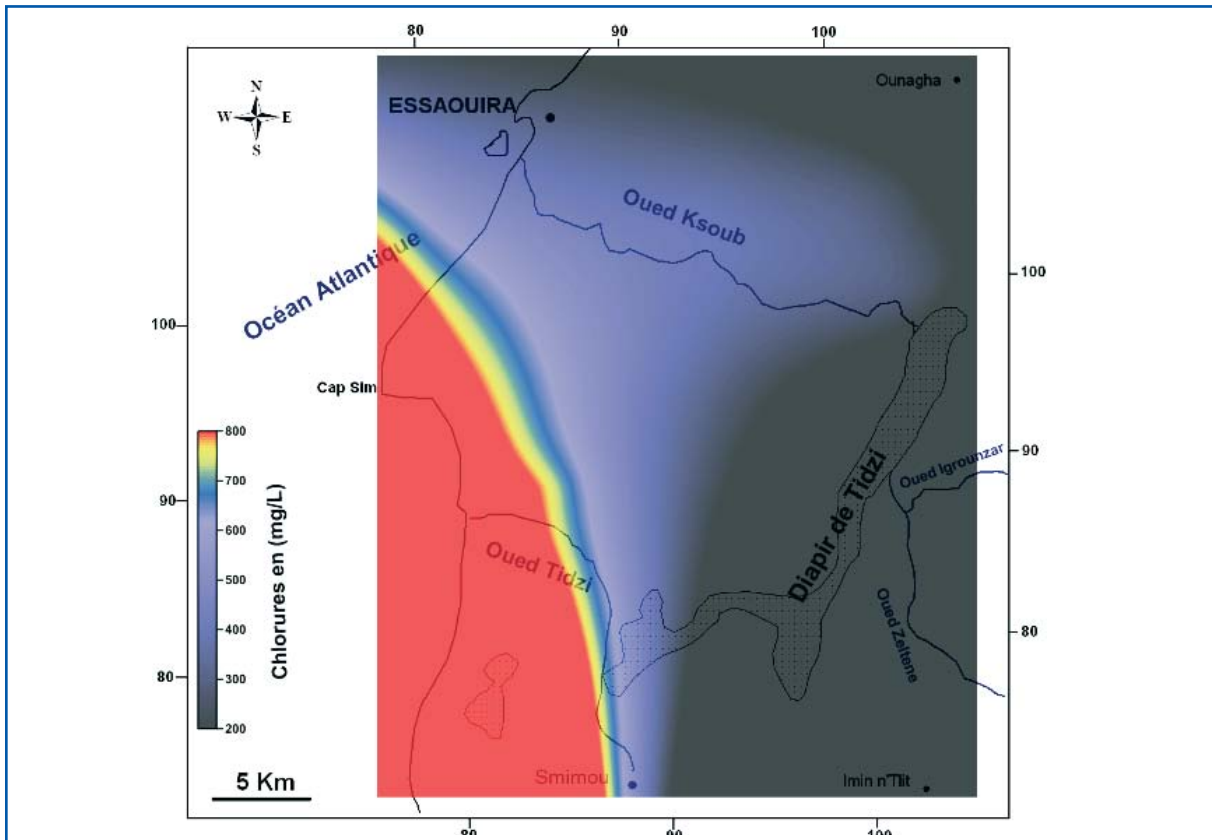 80 90 100
Ounagha
N
W E
S
ESSAOUIRA
Oued Ksoub
Océan Atlantique
100
100
Cap Sim
800
700
600
500
400
300
200
Chlorures en (mg/L)
90
90
Oued Igrounzar
Diapir de Tidzi
Oued Tidzi
Oued Zeltene
80
80
5 Km
Smimou
Imin n'Tlit
80 90 100